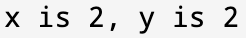 x is 2, y is 2